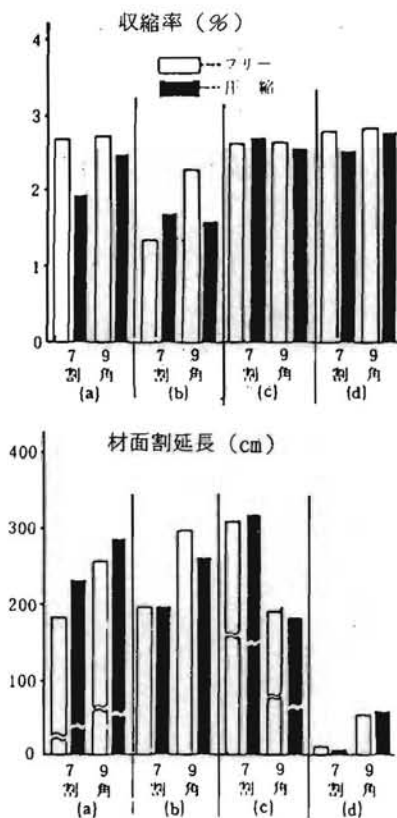 収縮率 (%)
4
3
2
1
0
フリー
圧縮
7 9 7 9 7 9 7 9
割 角 割 角 割 角 割 角
(a) (b) (c) (d)
材面割延長 (cm)
400
300
200
100
0
7 9 7 9 7 9 7 9
割 角 割 角 割 角 割 角
(a) (b) (c) (d)